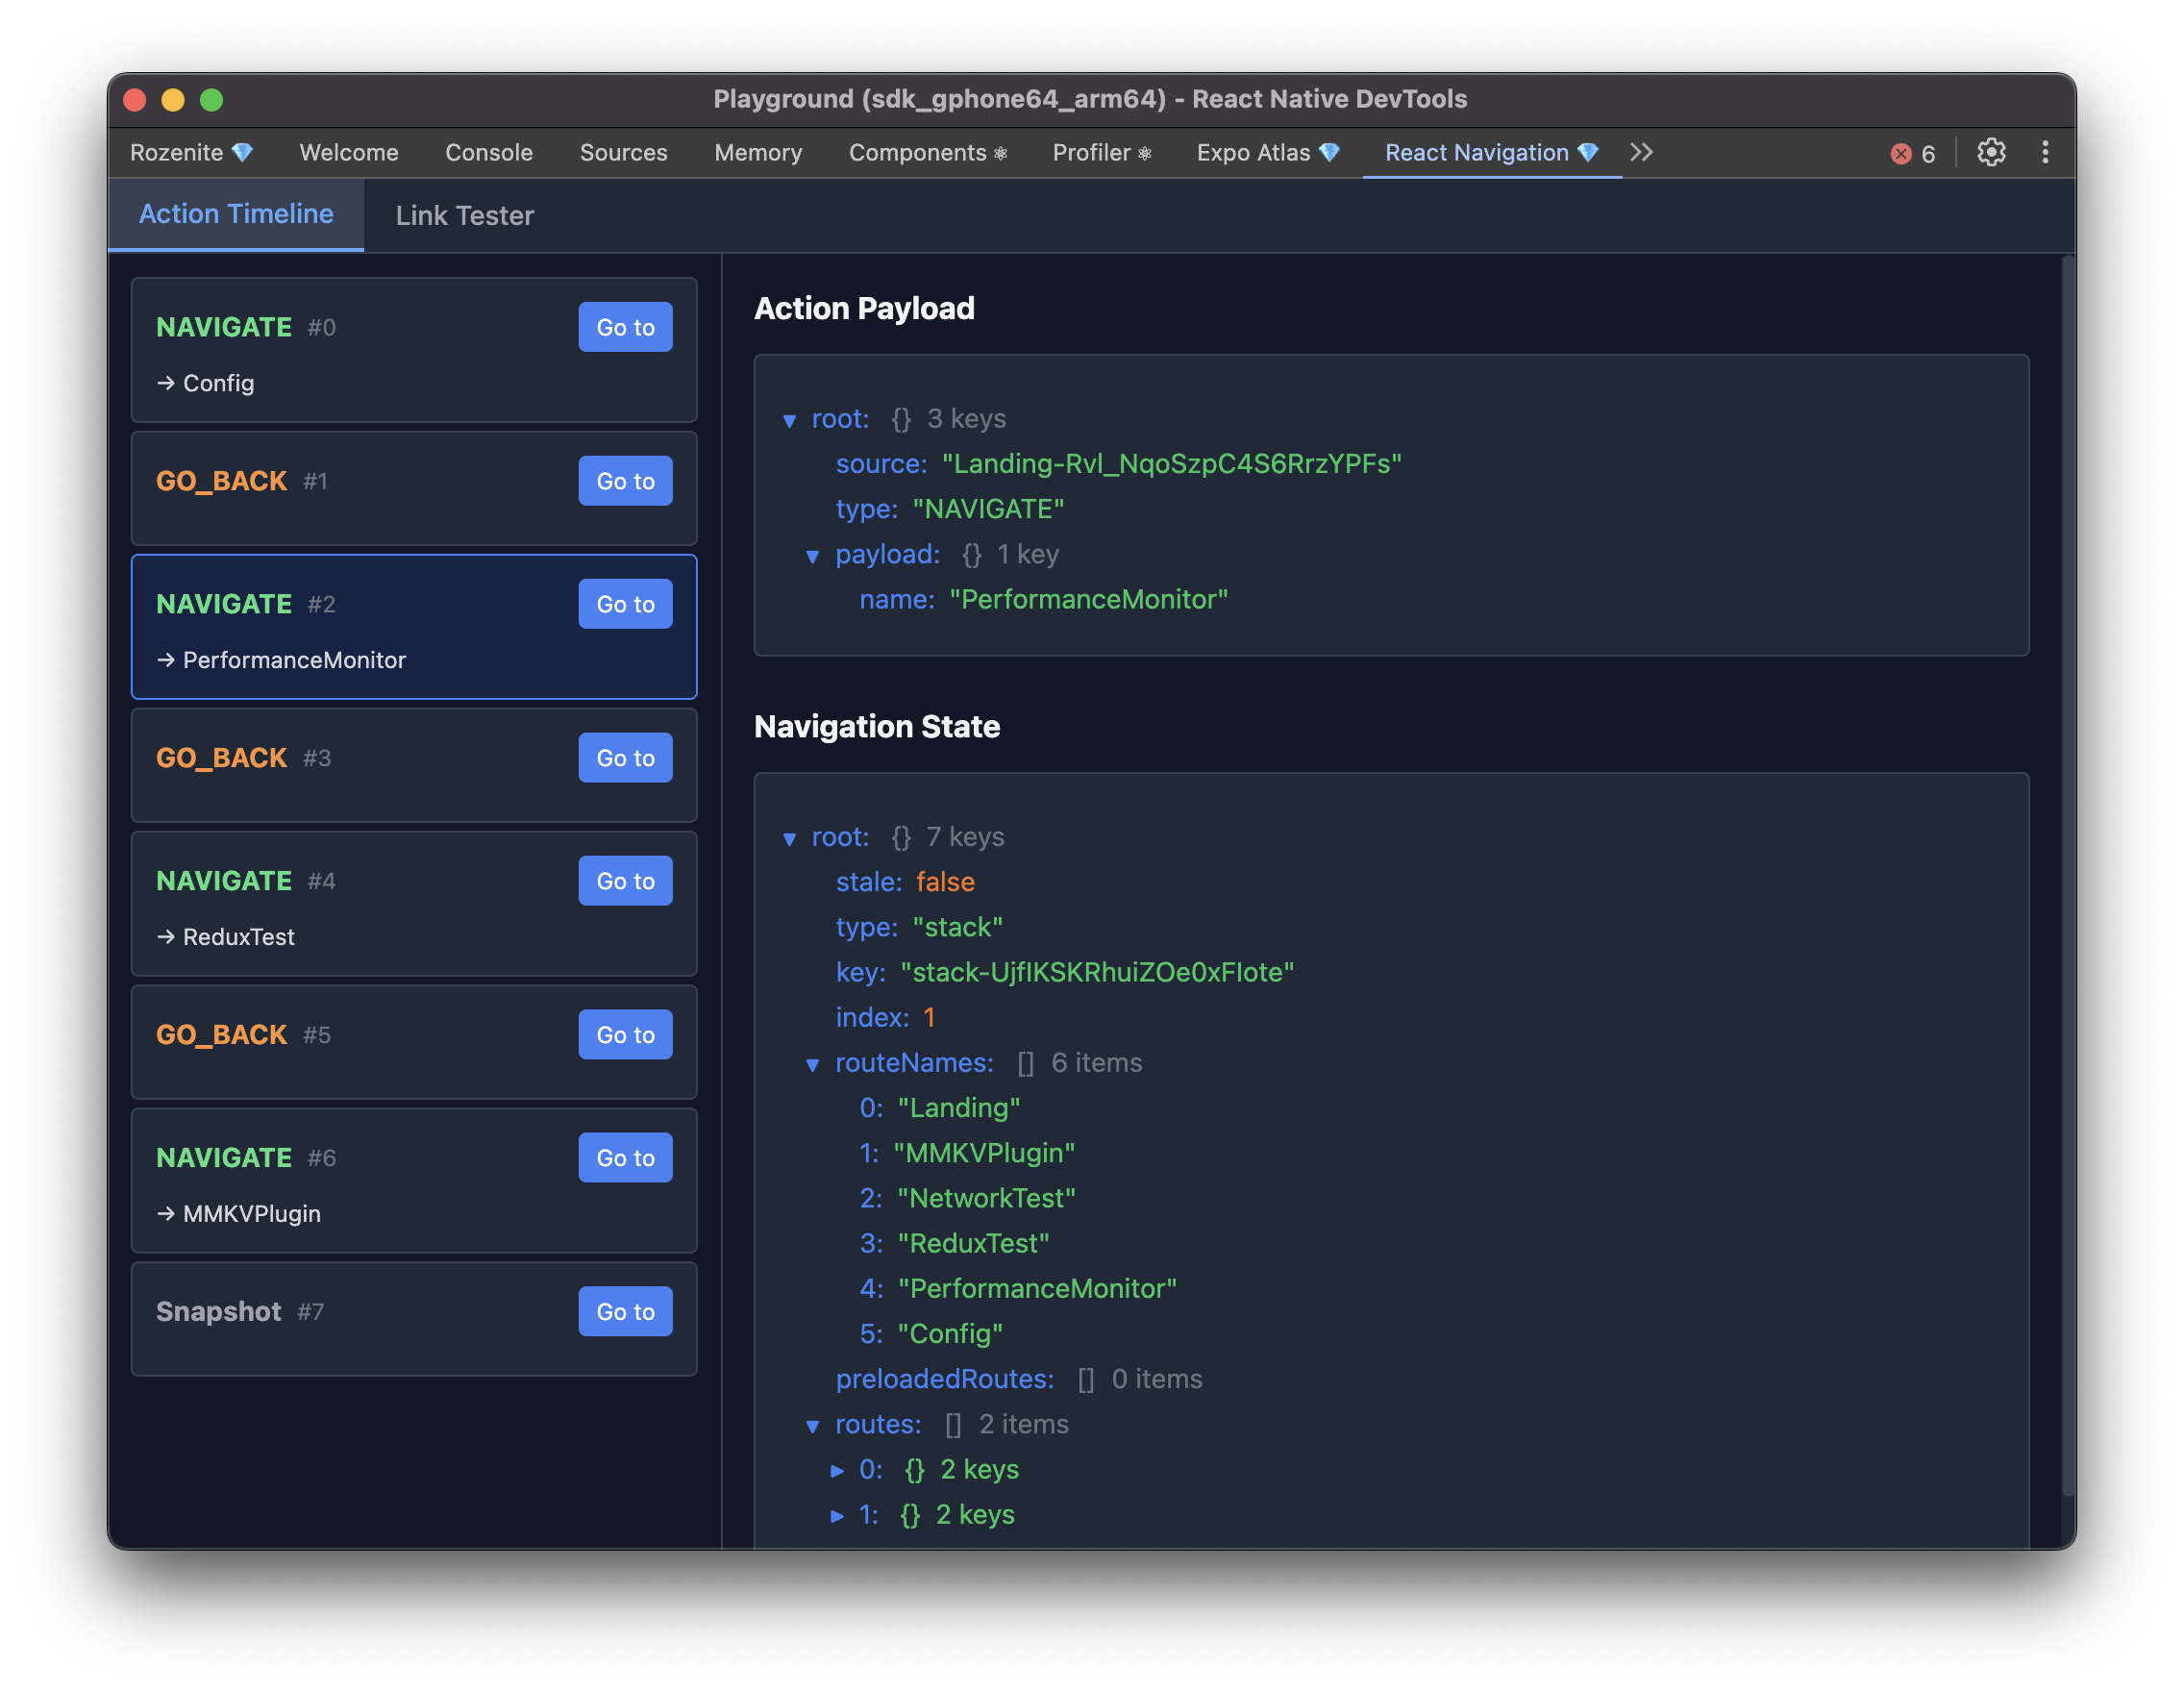 Playground (sdk_gphone64_arm64) - React Native DevTools
Rozenite 💎 Welcome Console Sources Memory Components ⚛ Profiler ⚛ Expo Atlas 💎 React Navigation 💎 6
Action Timeline Link Tester
NAVIGATE #0 Go to
→ Config
GO_BACK #1 Go to
NAVIGATE #2 Go to
→ PerformanceMonitor
GO_BACK #3 Go to
NAVIGATE #4 Go to
→ ReduxTest
GO_BACK #5 Go to
NAVIGATE #6 Go to
→ MMKVPlugin
Snapshot #7 Go to
Action Payload
▼ root: {} 3 keys
source: "Landing-Rvl_NqoSzpC4S6RrzYPFs"
type: "NAVIGATE"
▼ payload: {} 1 key
name: "PerformanceMonitor"
Navigation State
▼ root: {} 7 keys
stale: false
type: "stack"
key: "stack-UjfIKSKRhuiZOe0xFlote"
index: 1
▼ routeNames: [] 6 items
0: "Landing"
1: "MMKVPlugin"
2: "NetworkTest"
3: "ReduxTest"
4: "PerformanceMonitor"
5: "Config"
preloadedRoutes: [] 0 items
▼ routes: [] 2 items
▶ 0: {} 2 keys
▶ 1: {} 2 keys